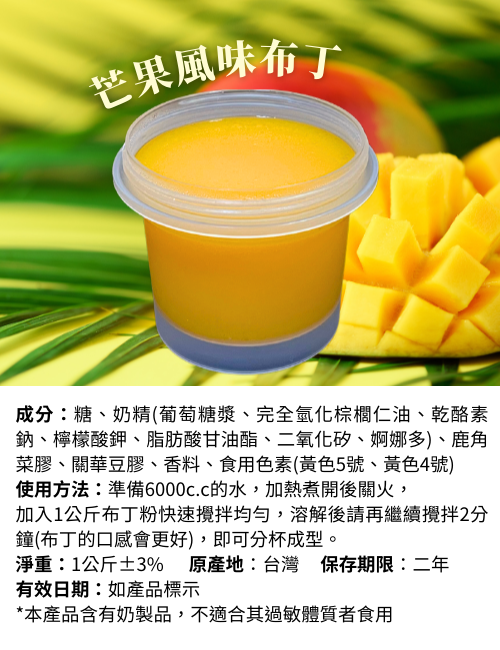 芒果風味布丁
成分：糖、奶精(葡萄糖漿、完全氫化棕櫚仁油、乾酪素
鈉、檸檬酸鉀、脂肪酸甘油酯、二氧化矽、婀娜多)、鹿角
菜膠、關華豆膠、香料、食用色素(黃色5號、黃色4號)
使用方法：準備6000c.c的水，加熱煮開後關火，
加入1公斤布丁粉快速攪拌均勻，溶解後請再繼續攪拌2分
鐘(布丁的口感會更好)，即可分杯成型。
淨重：1公斤±3% 原產地：台灣 保存期限：二年
有效日期：如產品標示
*本產品含有奶製品，不適合其過敏體質者食用